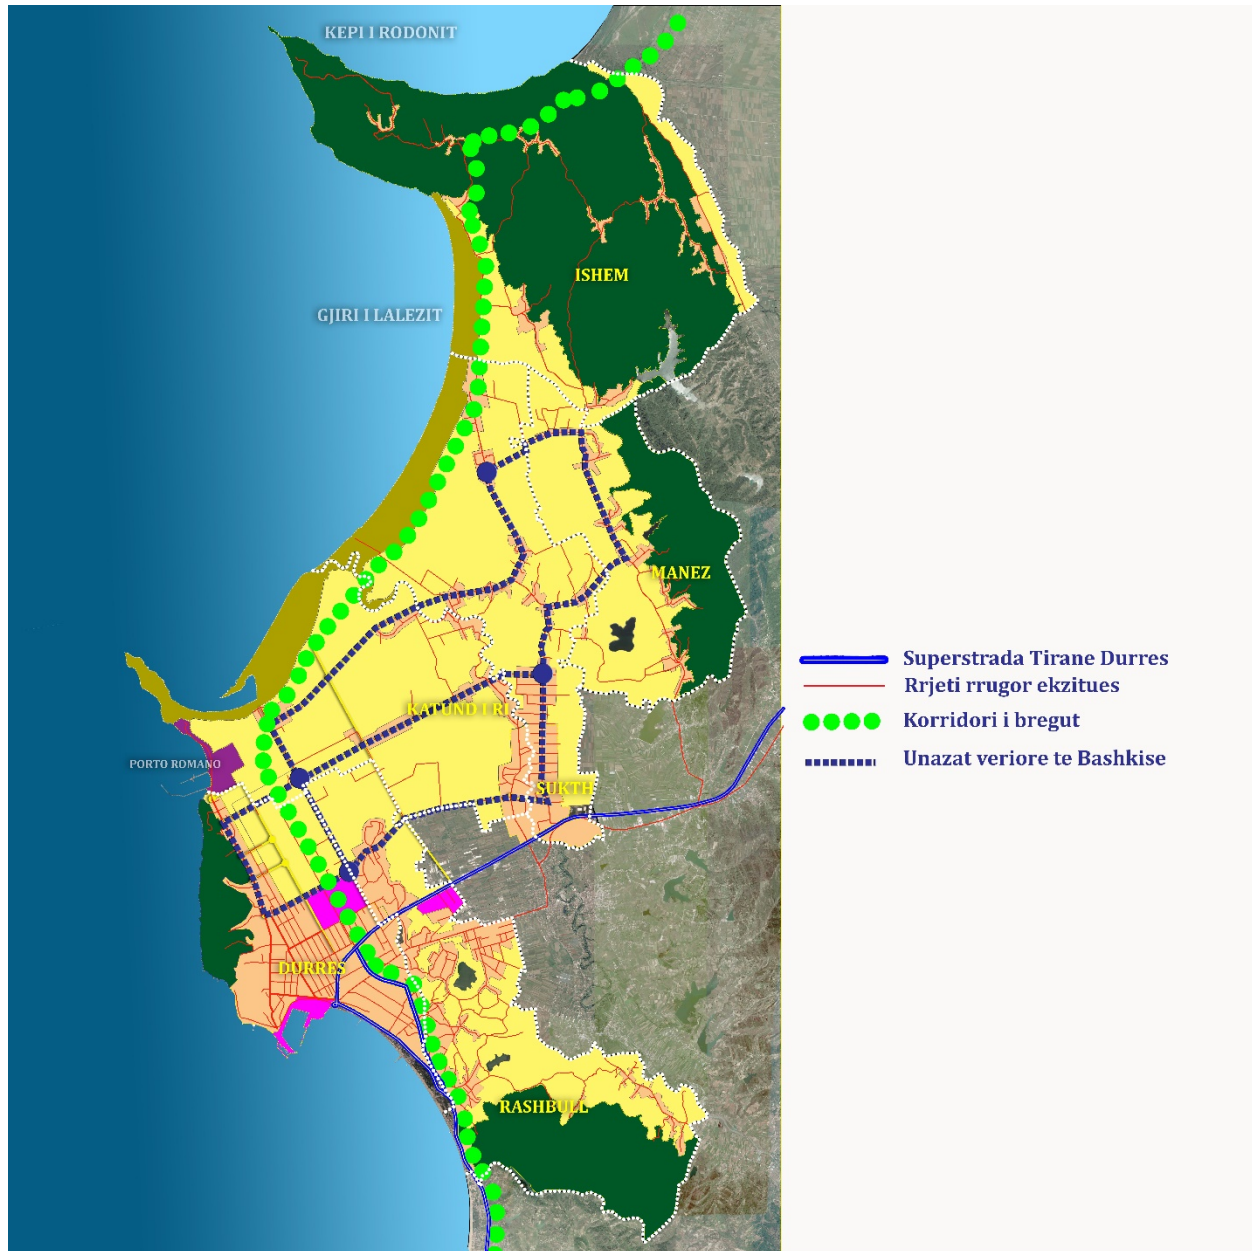 KEPI I RODONIT
ISHEM
GJIRI I LALEZIT
MANEZ
KATUND I RI
PORTO ROMANO
SUKTH
DURRES
RASHBULL
Superstrada Tirane Durres
Rrjeti rrugor ekzitues
Korridori i bregut
Unazat veriore te Bashkise